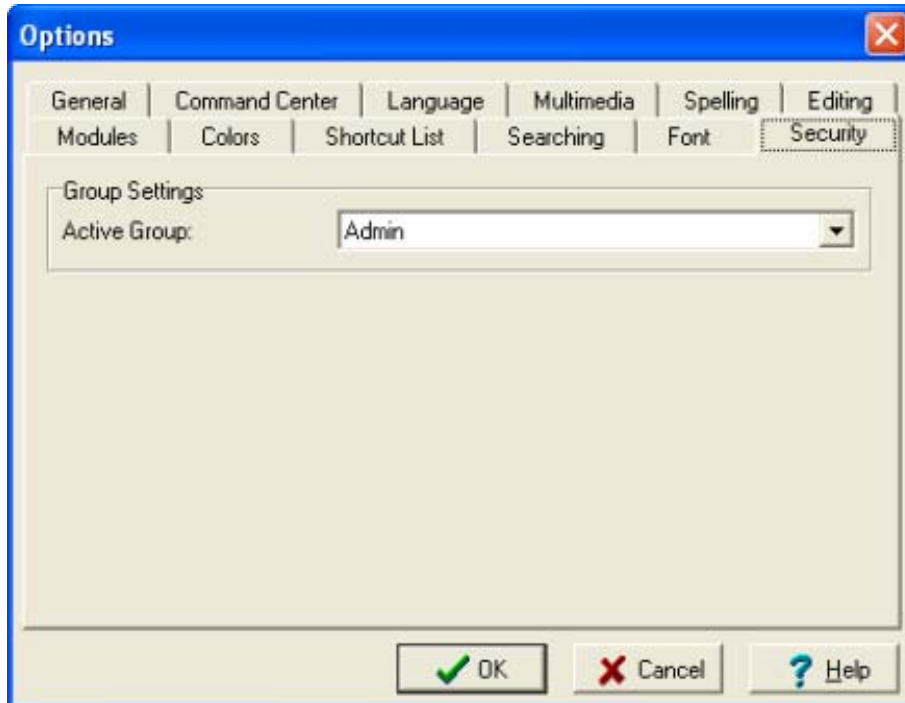 Options
General Command Center Language Multimedia Spelling Editing
Modules Colors Shortcut List Searching Font Security
Group Settings
Active Group: Admin
OK Cancel Help